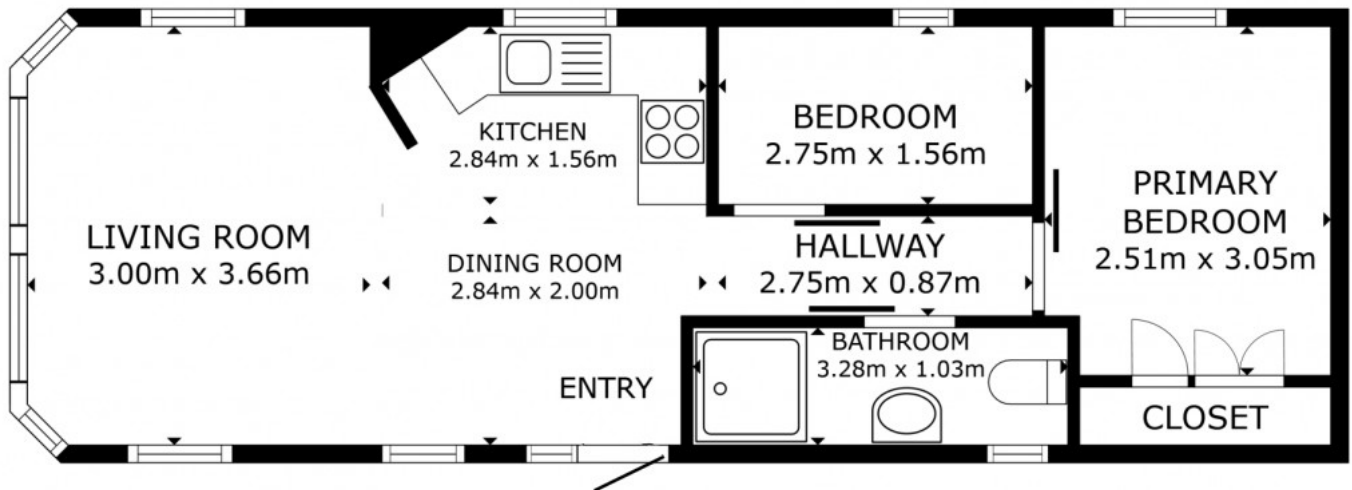 LIVING ROOM
3.00m x 3.66m
KITCHEN
2.84m x 1.56m
DINING ROOM
2.84m x 2.00m
ENTRY
BEDROOM
2.75m x 1.56m
HALLWAY
2.75m x 0.87m
BATHROOM
3.28m x 1.03m
PRIMARY
BEDROOM
2.51m x 3.05m
CLOSET